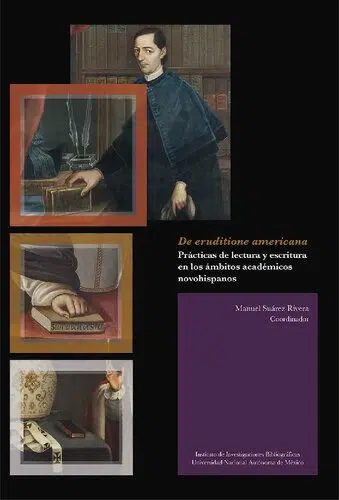 De eruditione americana
Prácticas de lectura y escritura
en los ámbitos académicos
novohispanos
Manuel Suárez Rivera
Coordinador
Instituto de Investigaciones Bibliográficas
Universidad Nacional Autónoma de México